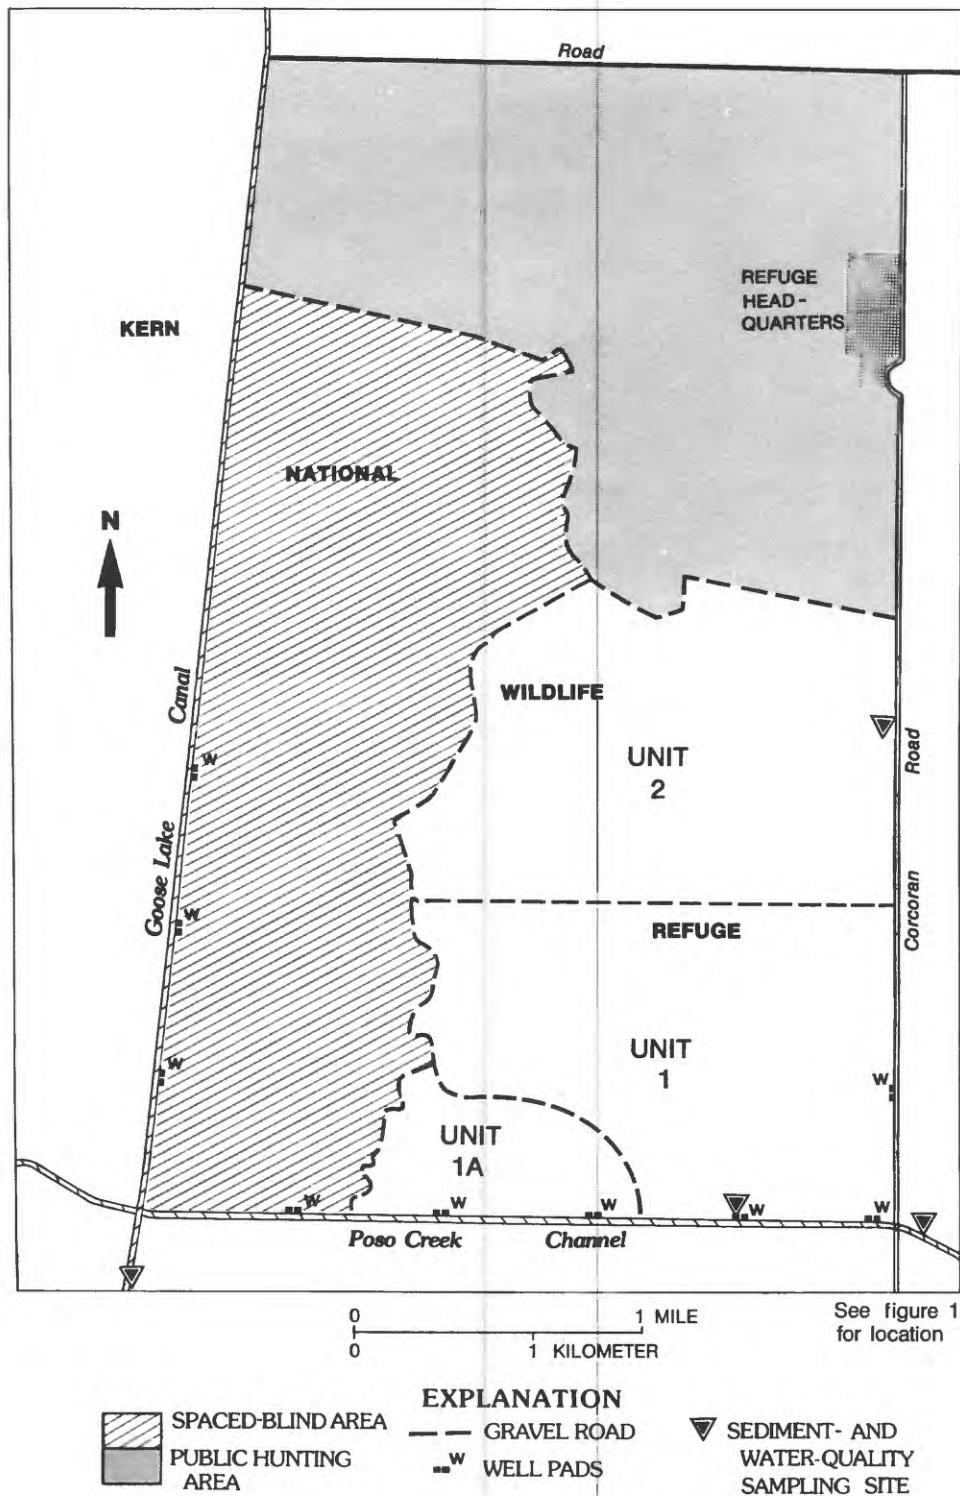 Road
REFUGE
HEAD-
QUARTERS
KERN
NATIONAL
N
WILDLIFE
Canal
W
UNIT
2
Road
Goose Lake
W
REFUGE
Corcoran
UNIT
1
W
W
UNIT
1A
W
W
W
W
W
Poso Creek Channel
0 1 MILE
0 1 KILOMETER
See figure 1
for location
EXPLANATION
SPACED-BLIND AREA
PUBLIC HUNTING
AREA
GRAVEL ROAD
W WELL PADS
SEDIMENT- AND
WATER-QUALITY
SAMPLING SITE